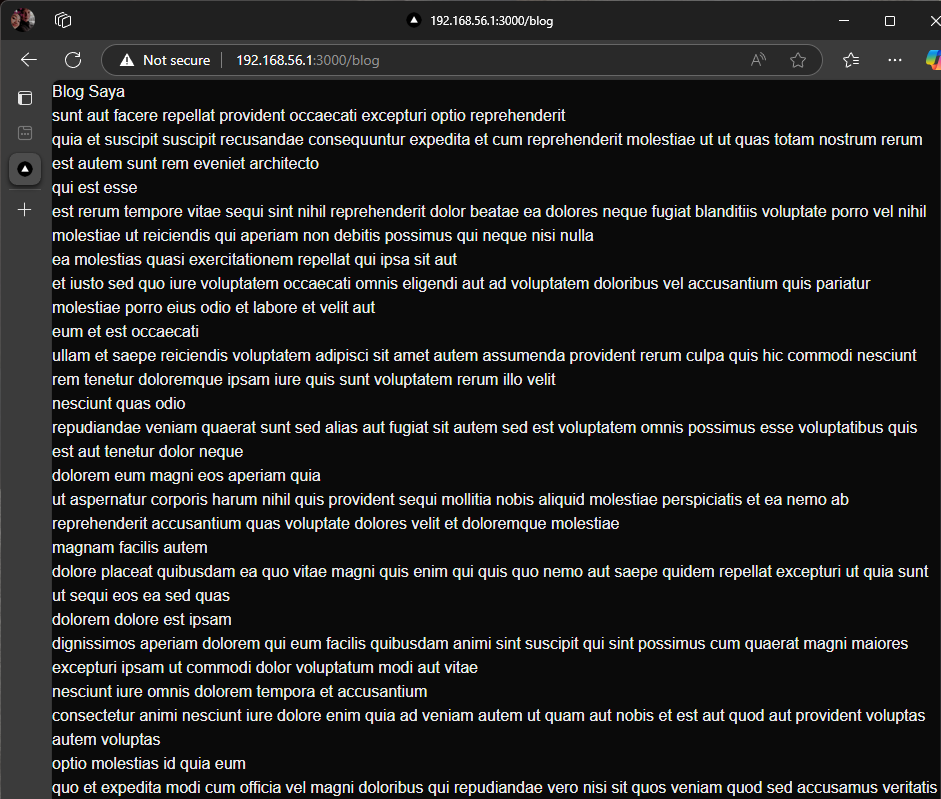 192.168.56.1:3000/blog
Not secure
192.168.56.1:3000/blog
Blog Saya
sunt aut facere repellat provident occaecati excepturi optio reprehenderit
quia et suscipit suscipit recusandae consequuntur expedita et cum reprehenderit molestiae ut ut quas totam nostrum rerum
est autem sunt rem eveniet architecto
qui est esse
est rerum tempore vitae sequi sint nihil reprehenderit dolor beatae ea dolores neque fugiat blanditiis voluptate porro vel nihil
molestiae ut reiciendis qui aperiam non debitis possimus qui neque nisi nulla
ea molestias quasi exercitationem repellat qui ipsa sit aut
et iusto sed quo iure voluptatem occaecati omnis eligendi aut ad voluptatem doloribus vel accusantium quis pariatur
molestiae porro eius odio et labore et velit aut
eum et est occaecati
ullam et saepe reiciendis voluptatem adipisci sit amet autem assumenda provident rerum culpa quis hic commodi nesciunt
rem tenetur doloremque ipsam iure quis sunt voluptatem rerum illo velit
nesciunt quas odio
repudiandae veniam quaerat sunt sed alias aut fugiat sit autem sed est voluptatem omnis possimus esse voluptatibus quis
est aut tenetur dolor neque
dolorem eum magni eos aperiam quia
ut aspernatur corporis harum nihil quis provident sequi mollitia nobis aliquid molestiae perspiciatis et ea nemo ab
reprehenderit accusantium quas voluptate dolores velit et doloremque molestiae
magnam facilis autem
dolore placeat quibusdam ea quo vitae magni quis enim qui quis quo nemo aut saepe quidem repellat excepturi ut quia sunt
ut sequi eos ea sed quas
dolorem dolore est ipsam
dignissimos aperiam dolorem qui eum facilis quibusdam animi sint suscipit qui sint possimus cum quaerat magni maiores
excepturi ipsam ut commodi dolor voluptatum modi aut vitae
nesciunt iure omnis dolorem tempora et accusantium
consectetur animi nesciunt iure dolore enim quia ad veniam autem ut quam aut nobis et est aut quod aut provident voluptas
autem voluptas
optio molestias id quia eum
quo et expedita modi cum officia vel magni doloribus qui repudiandae vero nisi sit quos veniam quod sed accusamus veritatis